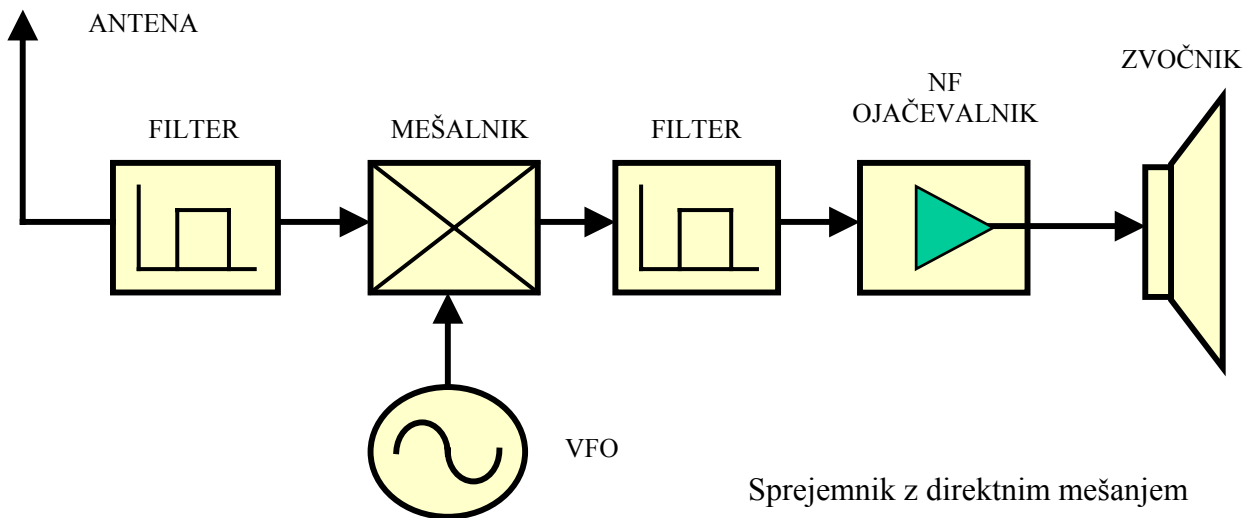 ANTENA
ZVOČNIK
NF
OJAČEVALNIK
FILTER
MEŠALNIK
FILTER
VFO
Sprejemnik z direktnim mešanjem